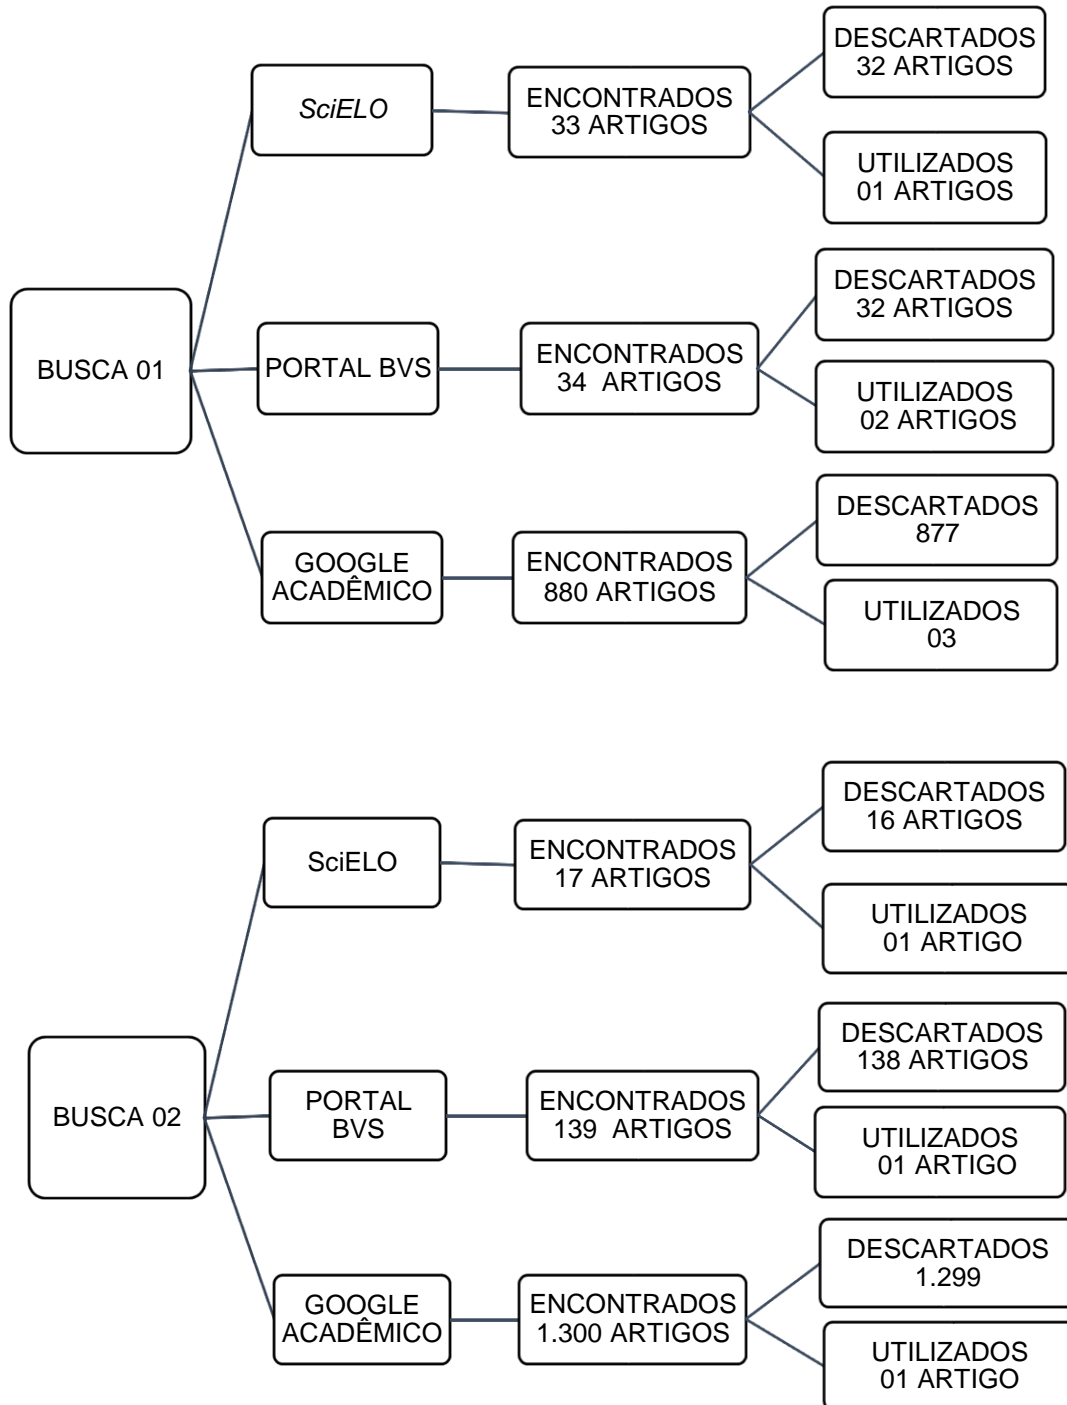 BUSCA 01
SciELO
ENCONTRADOS
33 ARTIGOS
DESCARTADOS
32 ARTIGOS
UTILIZADOS
01 ARTIGOS
PORTAL BVS
ENCONTRADOS
34 ARTIGOS
DESCARTADOS
32 ARTIGOS
UTILIZADOS
02 ARTIGOS
GOOGLE
ACADÊMICO
ENCONTRADOS
880 ARTIGOS
DESCARTADOS
877
UTILIZADOS
03
BUSCA 02
SciELO
ENCONTRADOS
17 ARTIGOS
DESCARTADOS
16 ARTIGOS
UTILIZADOS
01 ARTIGO
PORTAL
BVS
ENCONTRADOS
139 ARTIGOS
DESCARTADOS
138 ARTIGOS
UTILIZADOS
01 ARTIGO
GOOGLE
ACADÊMICO
ENCONTRADOS
1.300 ARTIGOS
DESCARTADOS
1.299
UTILIZADOS
01 ARTIGO